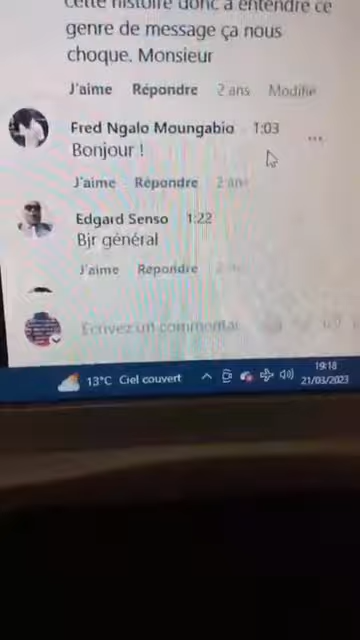 cette histoire donc à entendre ce
genre de message ça nous
choque. Monsieur
J'aime Répondre 2 ans Modifié
Fred Ngalo Moungabio · 1:03
Bonjour !
J'aime Répondre 2 ans
Edgard Senso 1:22
Bjr général
J'aime Répondre
Écrivez un commentai
13°C Ciel couvert
19:18
21/03/2023